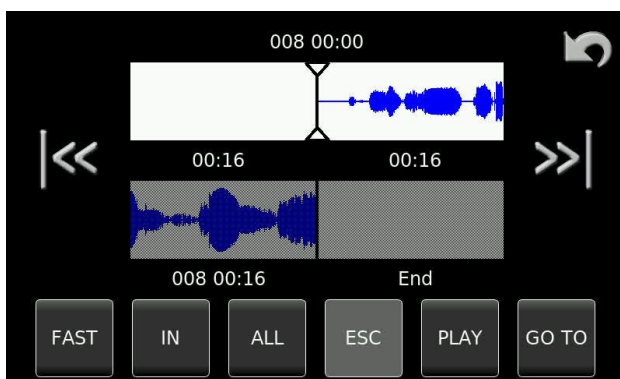 008 00:00
00:16 00:16
008 00:16 End
FAST IN ALL ESC PLAY GO TO